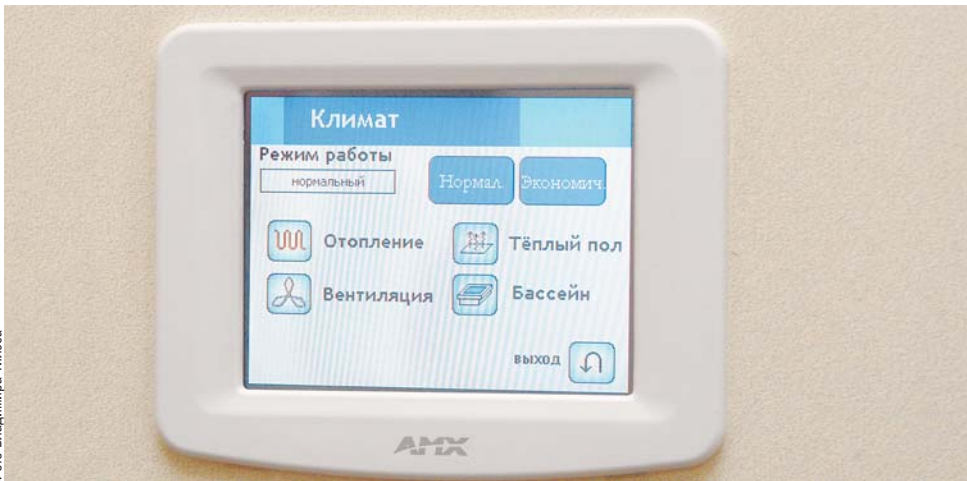 Климат
Режим работы
нормальный
Нормал. Экономич.
Отопление
Тёплый пол
Вентиляция
Бассейн
выход
AMX